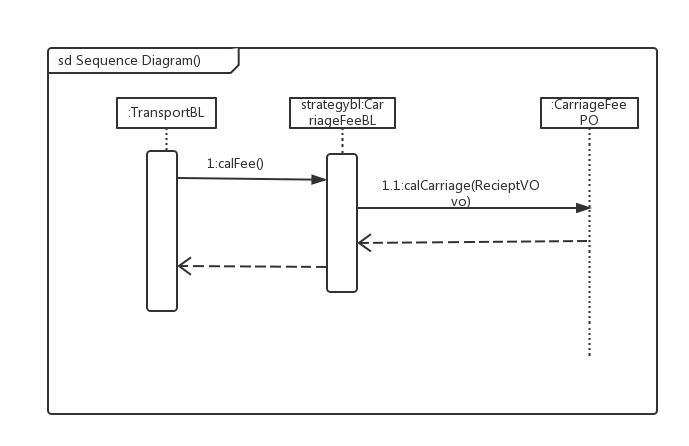 sd Sequence Diagram()
:TransportBL
strategybl:Car
riageFeeBL
:CarriageFee
PO
1:calFee()
1.1:calCarriage(RecieptVO
vo)